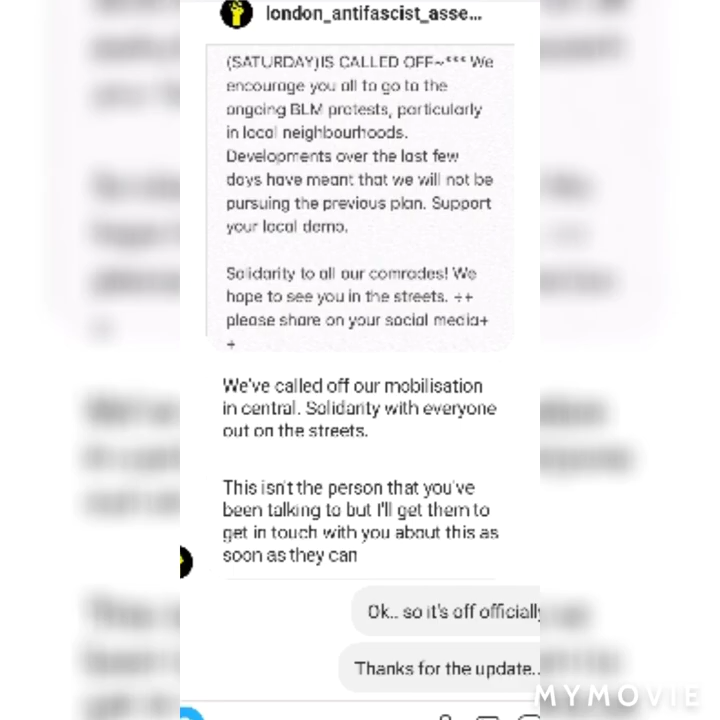 london_antifascist_asse...
(SATURDAY)IS CALLED OFF~*** We
encourage you all to go to the
ongoing BLM protests, particularly
in local neighbourhoods.
Developments over the last few
days have meant that we will not be
pursuing the previous plan. Support
your local demo.
Solidarity to all our comrades! We
hope to see you in the streets. ++
please share on your social media+
+
We've called off our mobilisation
in central. Solidarity with everyone
out on the streets.
This isn't the person that you've
been talking to but I'll get them to
get in touch with you about this as
soon as they can
Ok.. so it's off officially
Thanks for the update..
MYMOVIE